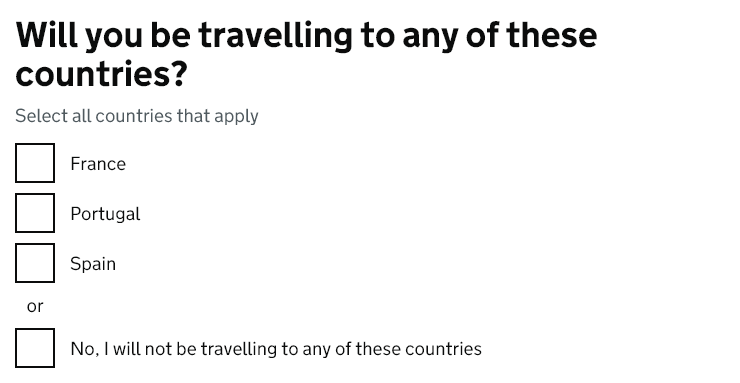 Will you be travelling to any of these
countries?
Select all countries that apply
France
Portugal
Spain
or
No, I will not be travelling to any of these countries